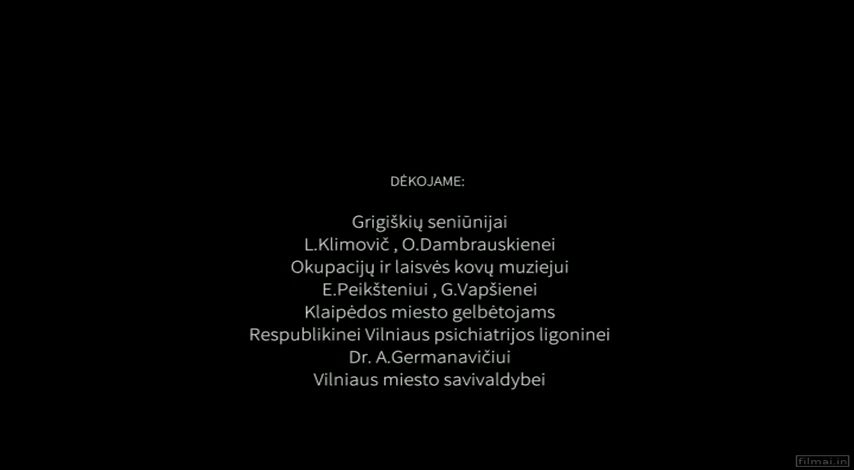 DĖKOJAME:
Grigiškių seniūnijai
L.Klimovič , O.Dambrauskienei
Okupacijų ir laisvės kovų muziejui
E.Peikšteniui , G.Vapšienei
Klaipėdos miesto gelbėtojams
Respublikinei Vilniaus psichiatrijos ligoninei
Dr. A.Germanavičiui
Vilniaus miesto savivaldybei
filmai.in